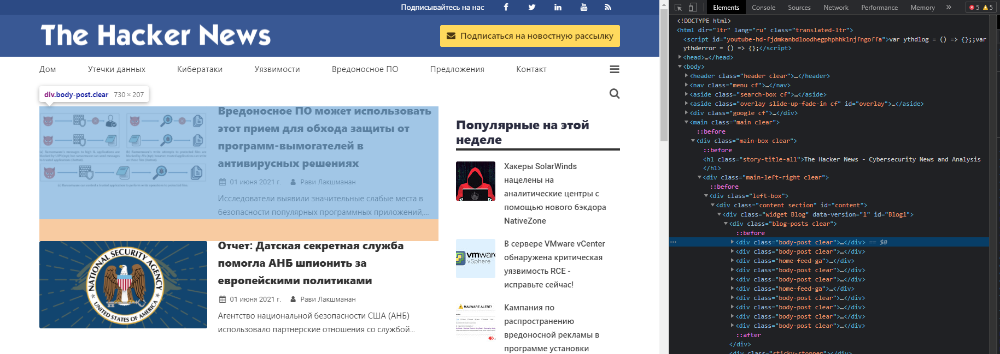 Подписывайтесь на нас
The Hacker News
Подписаться на новостную рассылку
Дом
Утечки данных
Кибератаки
Уязвимости
Вредоносное ПО
Предложения
Контакт
div.body-post.clear 730 × 207
Вредоносное ПО может использовать
этот прием для обхода защиты от
программ-вымогателей в
антивирусных решениях
01 июня 2021 г. Рави Лакшманан
Исследователи выявили значительные слабые места в
безопасности популярных программных приложений,...
Отчет: Датская секретная служба
помогла АНБ шпионить за
европейскими политиками
01 июня 2021 г. Рави Лакшманан
Агентство национальной безопасности США (АНБ)
использовало партнерские отношения со службой...
NATIONAL SECURITY AGENCY
UNITED STATES OF AMERICA
Популярные на этой
неделе
Хакеры SolarWinds
нацелены на
аналитические центры с
помощью нового бэкдора
NativeZone
vmware
vSphere
В сервере VMware vCenter
обнаружена критическая
уязвимость RCE -
исправьте сейчас!
MALWARE ALERT!
Кампания по
распространению
вредоносной рекламы в
программе установки
Elements
Console
Sources
Network
Performance
Memory
»
5
5
<!DOCTYPE html>
<html dir="ltr" lang="ru" class="translated-ltr">
<script id="youtube-hd-fjdmkanbdloodhegphphhklnjfngoffa">var ythdlog = () => {};;var
ythderror = () => {};</script>
<head>…</head>
<body>
<header class="header clear">…</header>
<nav class="menu cf">…</nav>
<aside class="search-box cf">…</aside>
<aside class="overlay slide-up-fade-in cf" id="overlay">…</aside>
<div class="google cf">…</div>
<main class="main clear">
::before
<div class="main-box clear">
::before
<h1 class="story-title-all">The Hacker News - Cybersecurity News and Analysis
</h1>
<div class="main-left-right clear">
::before
<div class="left-box">
<div class="content section" id="content">
<div class="widget Blog" data-version="1" id="Blog1">
<div class="blog-posts clear">
::before
<div class="body-post clear">…</div> == $0
<div class="body-post clear">…</div>
<div class="home-feed-ga">…</div>
<div class="body-post clear">…</div>
<div class="body-post clear">…</div>
<div class="home-feed-ga">…</div>
<div class="body-post clear">…</div>
<div class="body-post clear">…</div>
<div class="body-post clear">…</div>
<div class="body-post clear">…</div>
::after
</div>
<div class="sticky-stopper"></div>